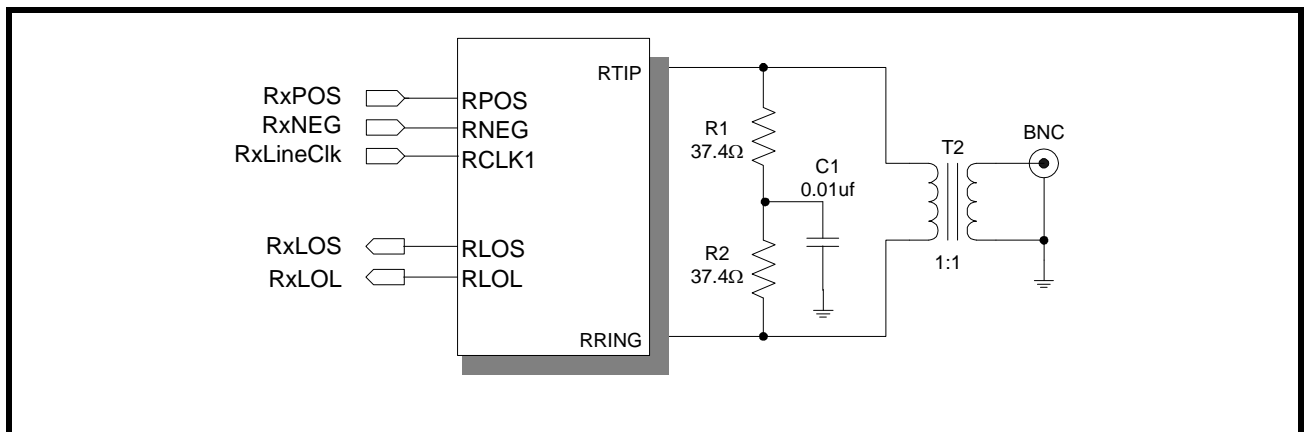 RxPOS
RxNEG
RxLineClk
RxLOS
RxLOL
RPOS
RNEG
RCLK1
RLOS
RLOL
RTIP
RRING
R1
37.4Ω
R2
37.4Ω
C1
0.01uf
T2
1:1
BNC